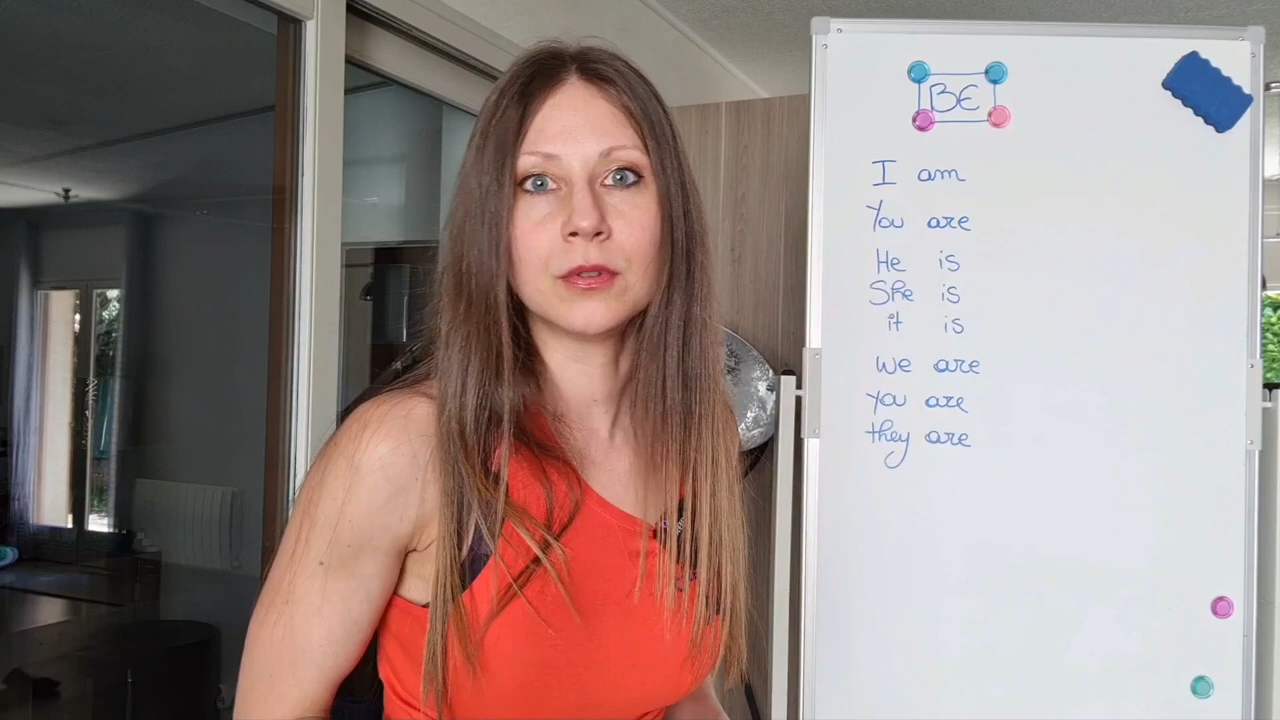 BE
I am
You are
He is
She is
it is
we are
you are
they are